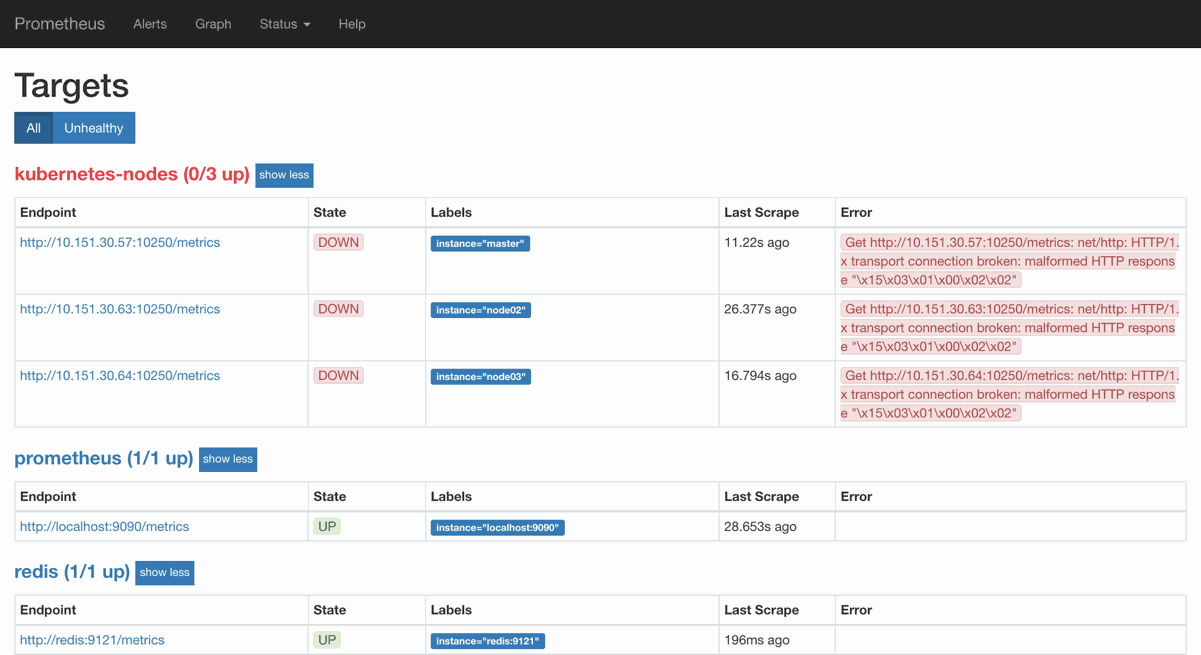 Prometheus Alerts Graph Status Help
Targets
All Unhealthy
kubernetes-nodes (0/3 up) show less
Endpoint State Labels Last Scrape Error
http://10.151.30.57:10250/metrics DOWN instance="master" 11.22s ago Get http://10.151.30.57:10250/metrics: net/http: HTTP/1.
x transport connection broken: malformed HTTP respons
e "\x15\x03\x01\x00\x02\x02"
http://10.151.30.63:10250/metrics DOWN instance="node02" 26.377s ago Get http://10.151.30.63:10250/metrics: net/http: HTTP/1.
x transport connection broken: malformed HTTP respons
e "\x15\x03\x01\x00\x02\x02"
http://10.151.30.64:10250/metrics DOWN instance="node03" 16.794s ago Get http://10.151.30.64:10250/metrics: net/http: HTTP/1.
x transport connection broken: malformed HTTP respons
e "\x15\x03\x01\x00\x02\x02"
prometheus (1/1 up) show less
Endpoint State Labels Last Scrape Error
http://localhost:9090/metrics UP instance="localhost:9090" 28.653s ago
redis (1/1 up) show less
Endpoint State Labels Last Scrape Error
http://redis:9121/metrics UP instance="redis:9121" 196ms ago